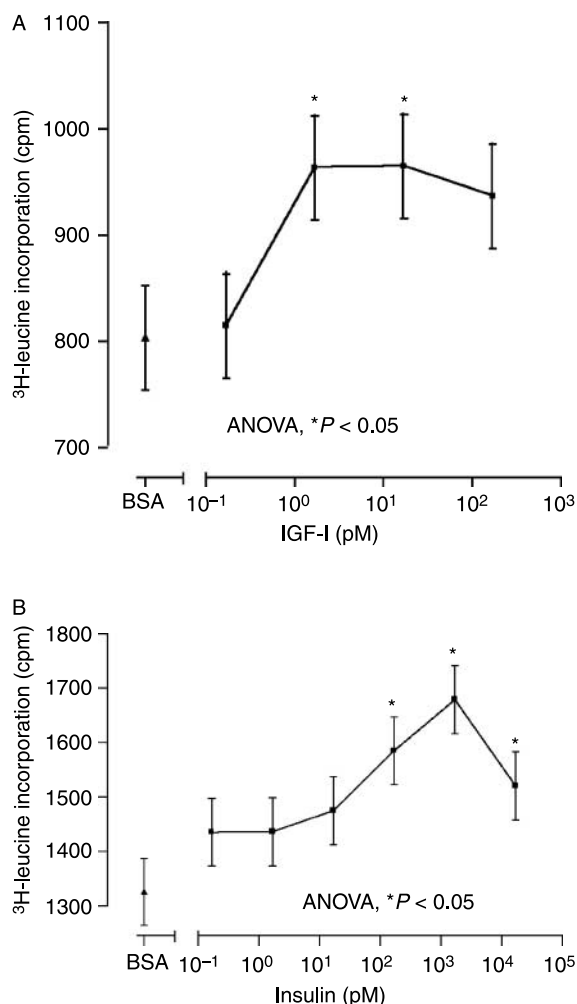 A
1100
1000
900
800
700
³H-leucine incorporation (cpm)
*
*
ANOVA, *P < 0.05
BSA
10⁻¹ 10⁰ 10¹ 10² 10³
IGF-I (pM)
B
1800
1700
1600
1500
1400
1300
³H-leucine incorporation (cpm)
*
*
*
ANOVA, *P < 0.05
BSA
10⁻¹ 10⁰ 10¹ 10² 10³ 10⁴ 10⁵
Insulin (pM)